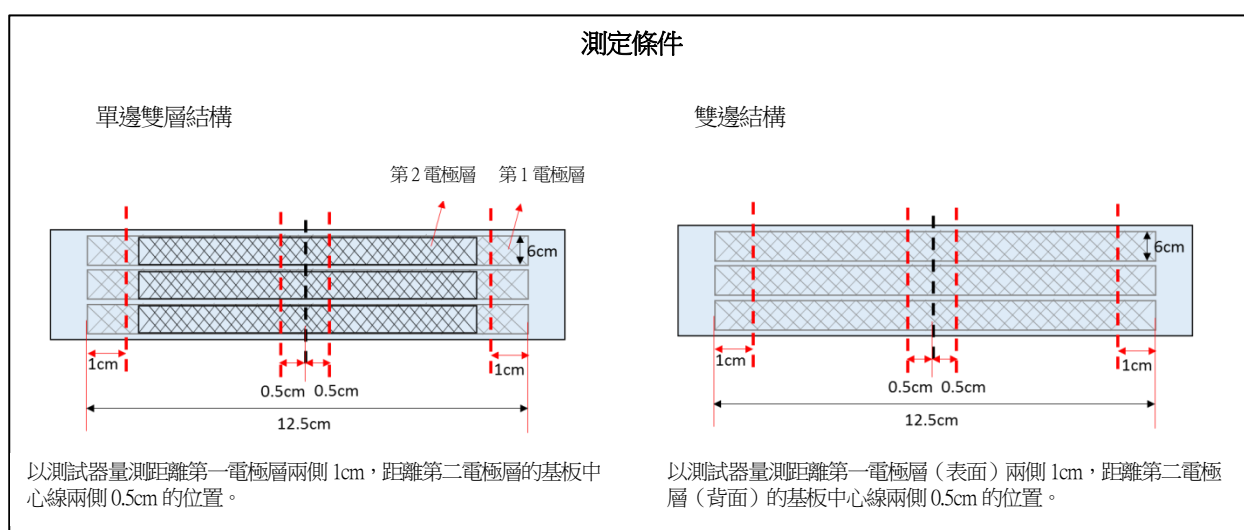 測定條件
單邊雙層結構
雙邊結構
第2電極層
第1電極層
6cm
6cm
1cm
1cm
1cm
1cm
0.5cm
0.5cm
0.5cm
0.5cm
12.5cm
12.5cm
以測試器量測距離第一電極層兩側 1cm，距離第二電極層的基板中
心線兩側 0.5cm 的位置。
以測試器量測距離第一電極層（表面）兩側 1cm，距離第二電極
層（背面）的基板中心線兩側 0.5cm 的位置。